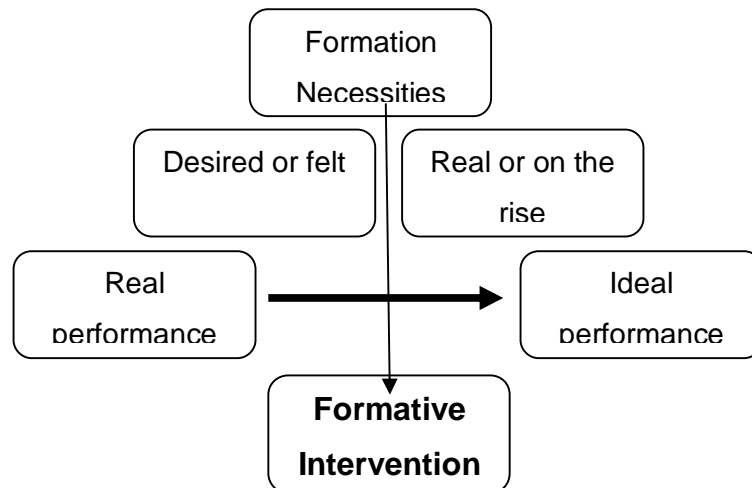 Formation
Necessities
Desired or felt
Real or on the
rise
Real
performance
Ideal
performance
Formative
Intervention